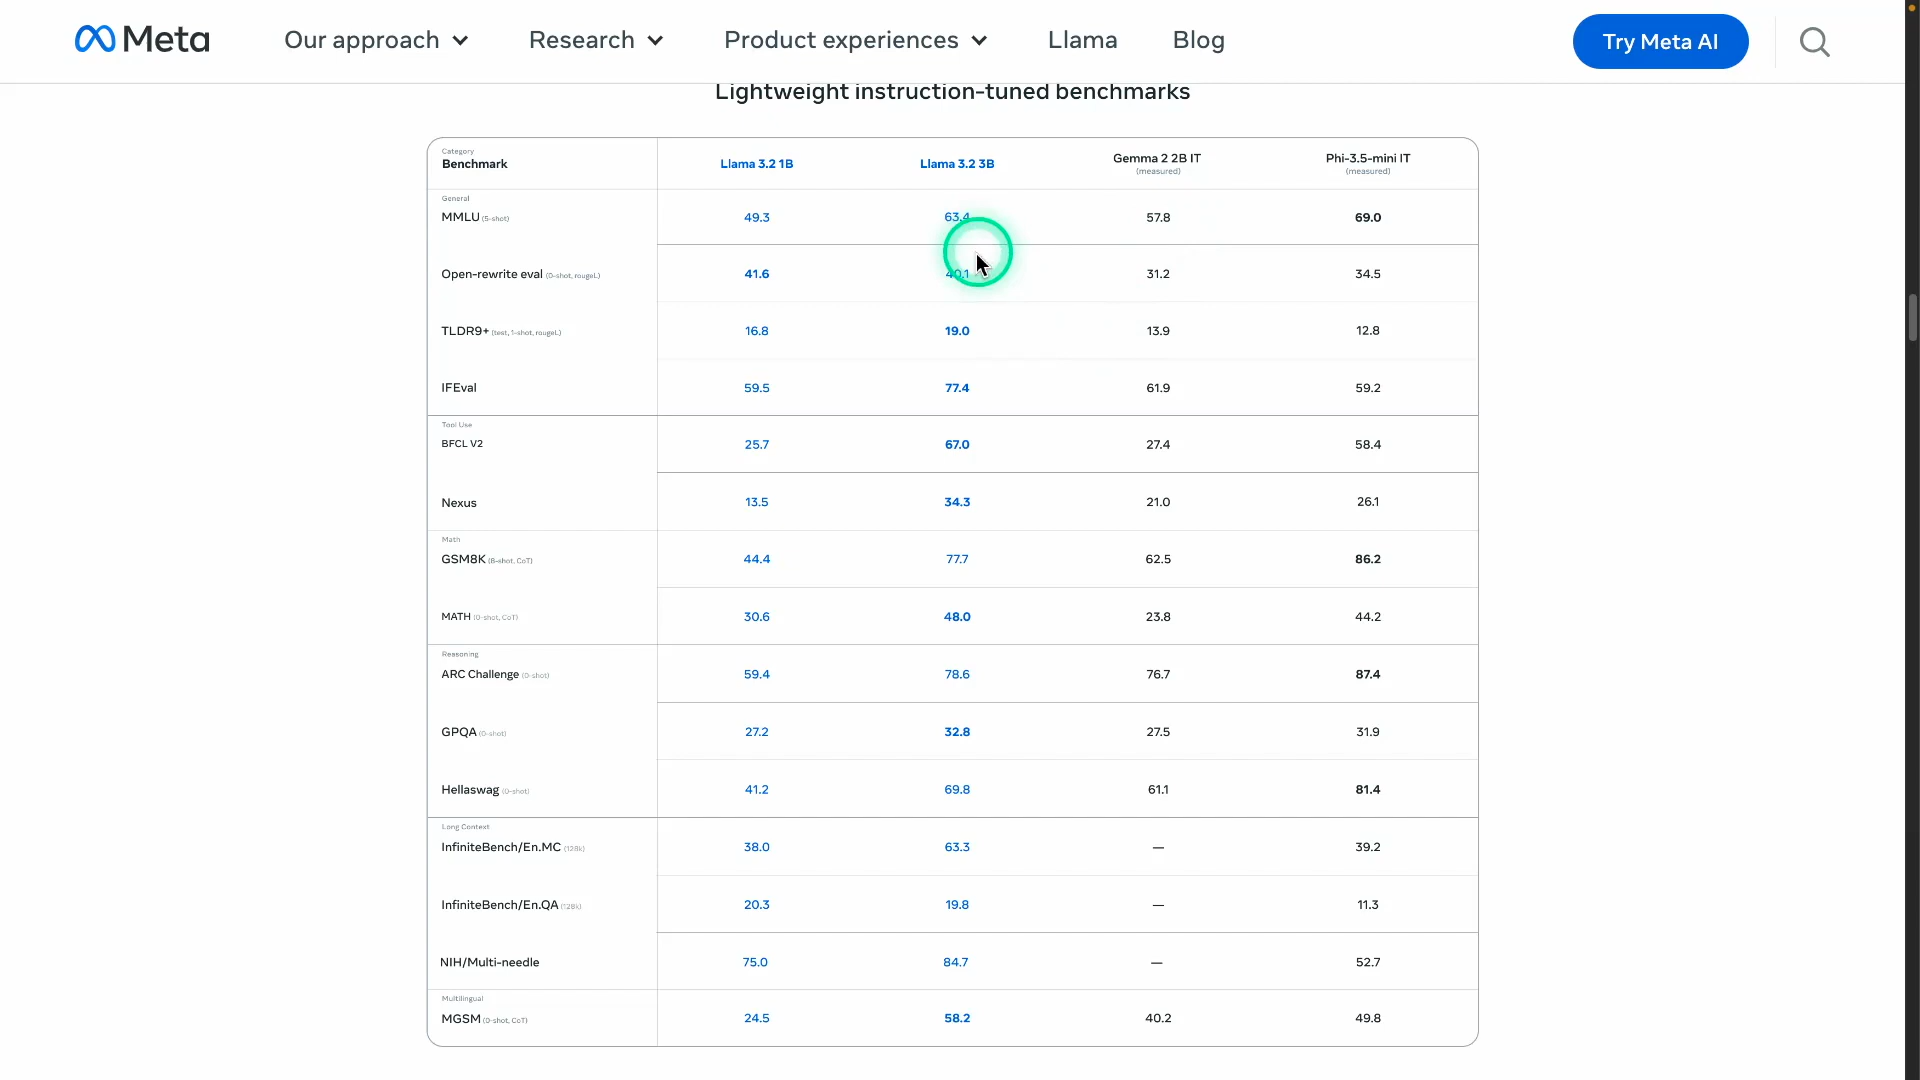 Meta Our approach Research Product experiences Llama Blog Try Meta AI
Lightweight instruction-tuned benchmarks
Category
Benchmark Llama 3.2 1B Llama 3.2 3B Gemma 2 2B IT Phi-3.5-mini IT
(measured) (measured)
General
MMLU (5-shot) 49.3 63.4 57.8 69.0
Open-rewrite eval (0-shot, rougeL) 41.6 40.1 31.2 34.5
TLDR9+ (test, 1-shot, rougeL) 16.8 19.0 13.9 12.8
IFEval 59.5 77.4 61.9 59.2
Tool Use
BFCL V2 25.7 67.0 27.4 58.4
Nexus 13.5 34.3 21.0 26.1
Math
GSM8K (8-shot, CoT) 44.4 77.7 62.5 86.2
MATH (0-shot, CoT) 30.6 48.0 23.8 44.2
Reasoning
ARC Challenge (0-shot) 59.4 78.6 76.7 87.4
GPQA (0-shot) 27.2 32.8 27.5 31.9
Hellaswag (0-shot) 41.2 69.8 61.1 81.4
Long Context
InfiniteBench/En.MC (128k) 38.0 63.3 — 39.2
InfiniteBench/En.QA (128k) 20.3 19.8 — 11.3
NIH/Multi-needle 75.0 84.7 — 52.7
Multilingual
MGSM (0-shot, CoT) 24.5 58.2 40.2 49.8